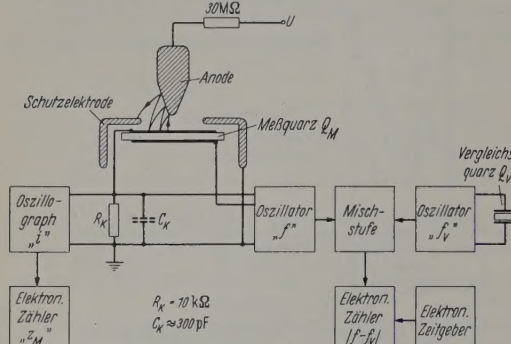 30MΩ
U
Anode
Schutzelektrode
Meßquarz Q_M
Vergleichs
quarz Q_V
Oszillo-
graph
„i"
R_K
C_K
Oszillator
„f"
Misch-
stufe
Oszillator
„f_v"
Elektron.
Zähler
„z_M"
R_K = 10 kΩ
C_K ≈ 300 pF
Elektron.
Zähler
|f-f_v|
Elektron.
Zeitgeber